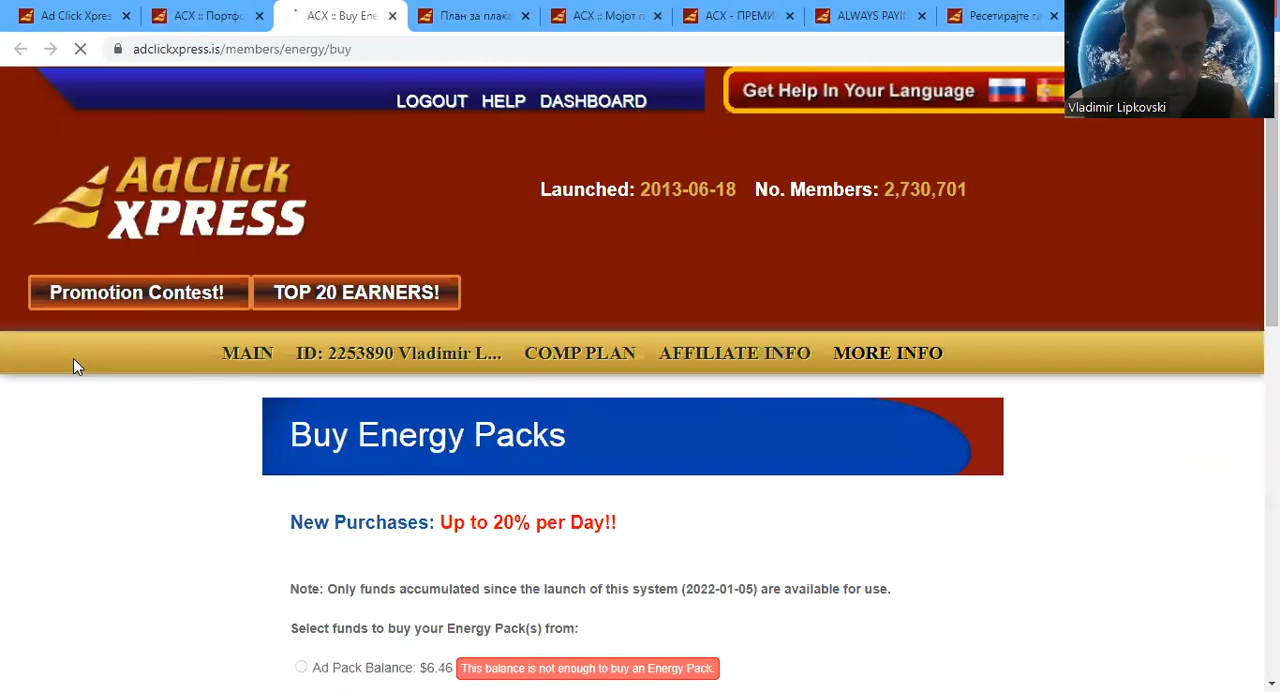 Ad Click Xpres
ACX :: Портфо
ACX :: Buy Ene
План за плаќ
ACX :: Мојот п
ACX - ПРЕМИ
ALWAYS PAYIN
Ресетирајте г
adclickxpress.is/members/energy/buy
LOGOUT HELP DASHBOARD
Get Help In Your Language
Vladimir Lipkovski
AdClick
XPRESS
Launched: 2013-06-18 No. Members: 2,730,701
Promotion Contest! TOP 20 EARNERS!
MAIN ID: 2253890 Vladimir L... COMP PLAN AFFILIATE INFO MORE INFO
Buy Energy Packs
New Purchases: Up to 20% per Day!!
Note: Only funds accumulated since the launch of this system (2022-01-05) are available for use.
Select funds to buy your Energy Pack(s) from:
Ad Pack Balance: $6.46 This balance is not enough to buy an Energy Pack.